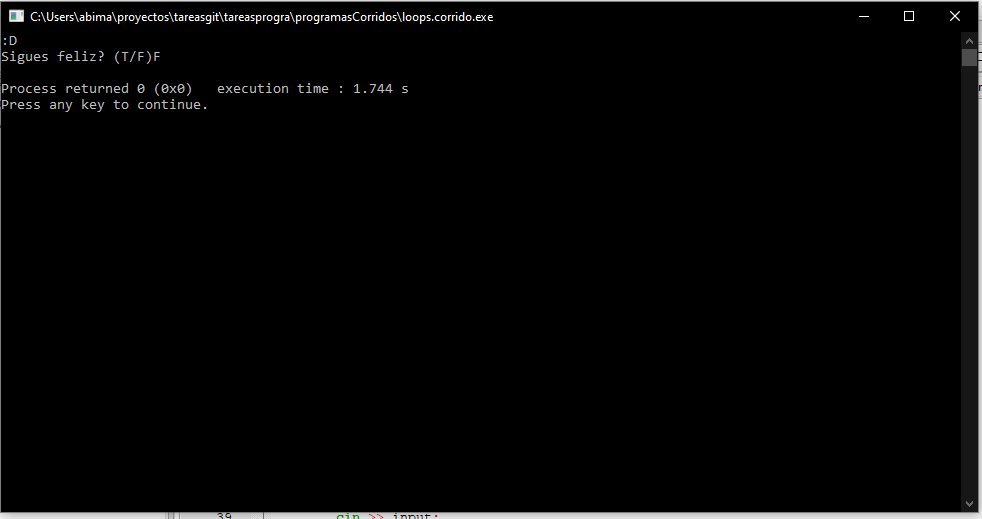 C:\Users\abima\proyectos\tareasgit\tareasprogra\programasCorridos\loops.corrido.exe
:D
Sigues feliz? (T/F)F
Process returned 0 (0x0)   execution time : 1.744 s
Press any key to continue.
39 cin >> input;